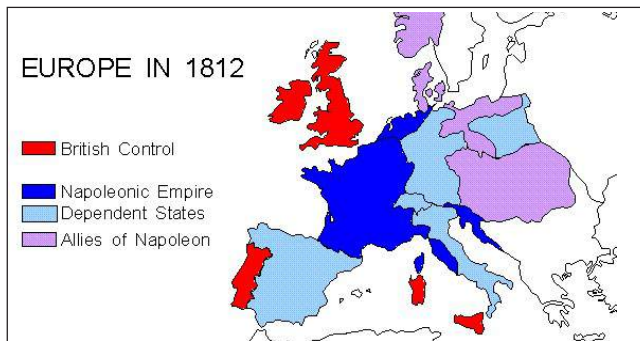 EUROPE IN 1812
British Control
Napoleonic Empire
Dependent States
Allies of Napoleon